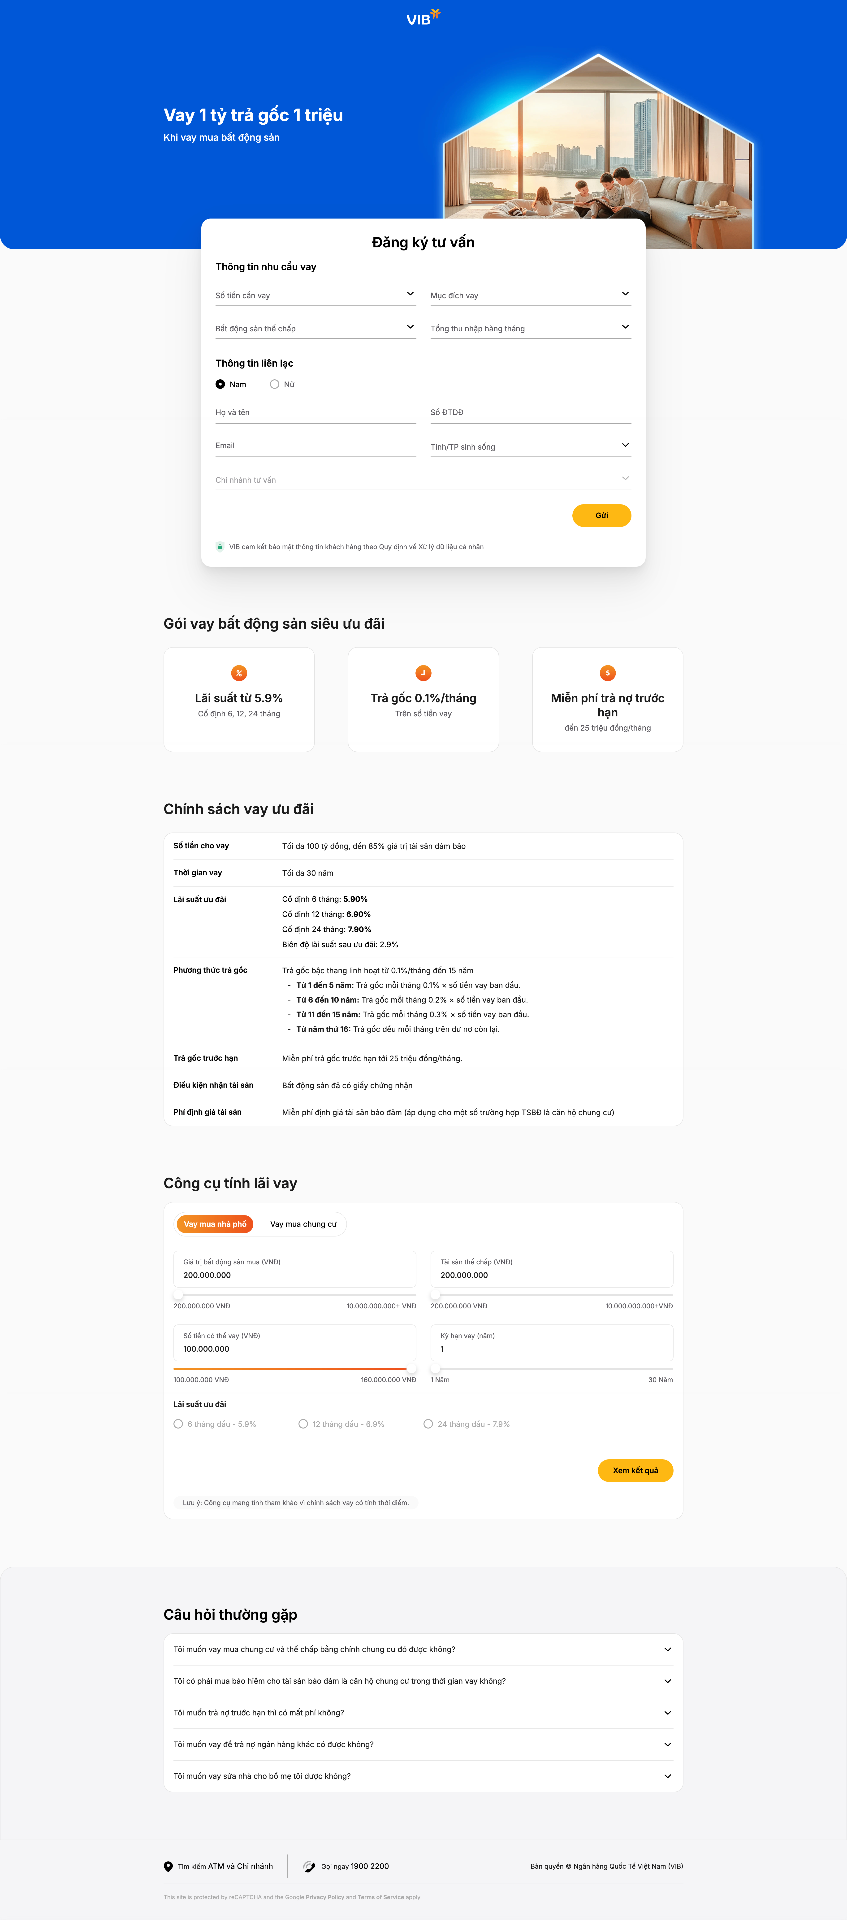 VIB
Vay 1 tỷ trả gốc 1 triệu
Khi vay mua bất động sản
Đăng ký tư vấn
Thông tin nhu cầu vay
Số tiền cần vay
Mục đích vay
Bất động sản thế chấp
Tổng thu nhập hàng tháng
Thông tin liên lạc
Nam
Nữ
Họ và tên
Số ĐTDĐ
Email
Tỉnh/TP sinh sống
Chi nhánh tư vấn
Gửi
VIB cam kết bảo mật thông tin khách hàng theo Quy định về Xử lý dữ liệu cá nhân
Gói vay bất động sản siêu ưu đãi
Lãi suất từ 5.9%
Cố định 6, 12, 24 tháng
Trả gốc 0.1%/tháng
Trên số tiền vay
Miễn phí trả nợ trước
hạn
đến 25 triệu đồng/tháng
Chính sách vay ưu đãi
Số tiền cho vay
Tối đa 100 tỷ đồng, đến 85% giá trị tài sản đảm bảo
Thời gian vay
Tối đa 30 năm
Lãi suất ưu đãi
Cố định 6 tháng: 5.90%
Cố định 12 tháng: 6.90%
Cố định 24 tháng: 7.90%
Biên độ lãi suất sau ưu đãi: 2.9%
Phương thức trả gốc
Trả gốc bậc thang linh hoạt từ 0.1%/tháng đến 15 năm
- Từ 1 đến 5 năm: Trả gốc mỗi tháng 0.1% × số tiền vay ban đầu.
- Từ 6 đến 10 năm: Trả gốc mỗi tháng 0.2% × số tiền vay ban đầu.
- Từ 11 đến 15 năm: Trả gốc mỗi tháng 0.3% × số tiền vay ban đầu.
- Từ năm thứ 16: Trả gốc đều mỗi tháng trên dư nợ còn lại.
Trả gốc trước hạn
Miễn phí trả gốc trước hạn tới 25 triệu đồng/tháng.
Điều kiện nhận tài sản
Bất động sản đã có giấy chứng nhận
Phí định giá tài sản
Miễn phí định giá tài sản bảo đảm (áp dụng cho một số trường hợp TSBĐ là căn hộ chung cư)
Công cụ tính lãi vay
Vay mua nhà phố
Vay mua chung cư
Giá trị bất động sản mua (VNĐ)
200.000.000
Tài sản thế chấp (VNĐ)
200.000.000
200.000.000 VNĐ
10.000.000.000+ VNĐ
200.000.000 VNĐ
10.000.000.000+VNĐ
Số tiền có thể vay (VNĐ)
100.000.000
Kỳ hạn vay (năm)
1
100.000.000 VNĐ
160.000.000 VNĐ
1 Năm
30 Năm
Lãi suất ưu đãi
6 tháng đầu - 5.9%
12 tháng đầu - 6.9%
24 tháng đầu - 7.9%
Xem kết quả
Lưu ý: Công cụ mang tính tham khảo vì chính sách vay có tính thời điểm.
Câu hỏi thường gặp
Tôi muốn vay mua chung cư và thế chấp bằng chính chung cư đó được không?
Tôi có phải mua bảo hiểm cho tài sản bảo đảm là căn hộ chung cư trong thời gian vay không?
Tôi muốn trả nợ trước hạn thì có mất phí không?
Tôi muốn vay để trả nợ ngân hàng khác có được không?
Tôi muốn vay sửa nhà cho bố mẹ tôi được không?
Tìm kiếm ATM và Chi nhánh
Gọi ngay 1900 2200
Bản quyền © Ngân hàng Quốc Tế Việt Nam (VIB)
This site is protected by reCAPTCHA and the Google Privacy Policy and Terms of Service apply